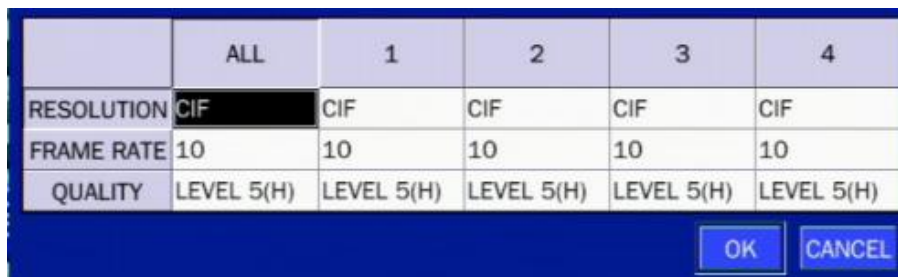 ALL 1 2 3 4
RESOLUTION CIF CIF CIF CIF CIF
FRAME RATE 10 10 10 10 10
QUALITY LEVEL 5(H) LEVEL 5(H) LEVEL 5(H) LEVEL 5(H) LEVEL 5(H)
OK CANCEL